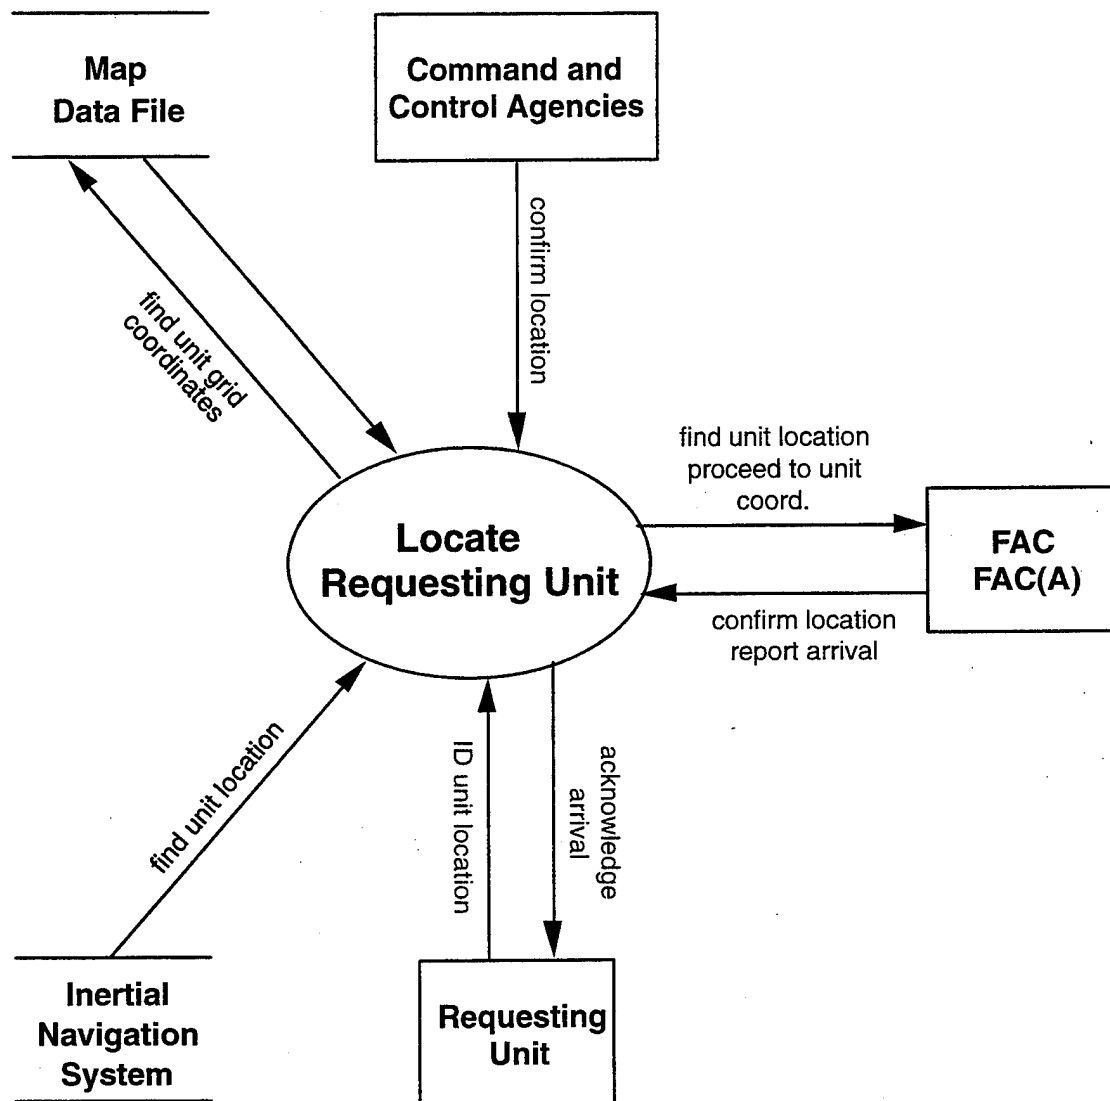 Map
Data File
Command and
Control Agencies
confirm location
find unit grid
coordinates
find unit location
proceed to unit
coord.
Locate
Requesting Unit
FAC
FAC(A)
confirm location
report arrival
find unit location
ID unit location
acknowledge
arrival
Inertial
Navigation
System
Requesting
Unit